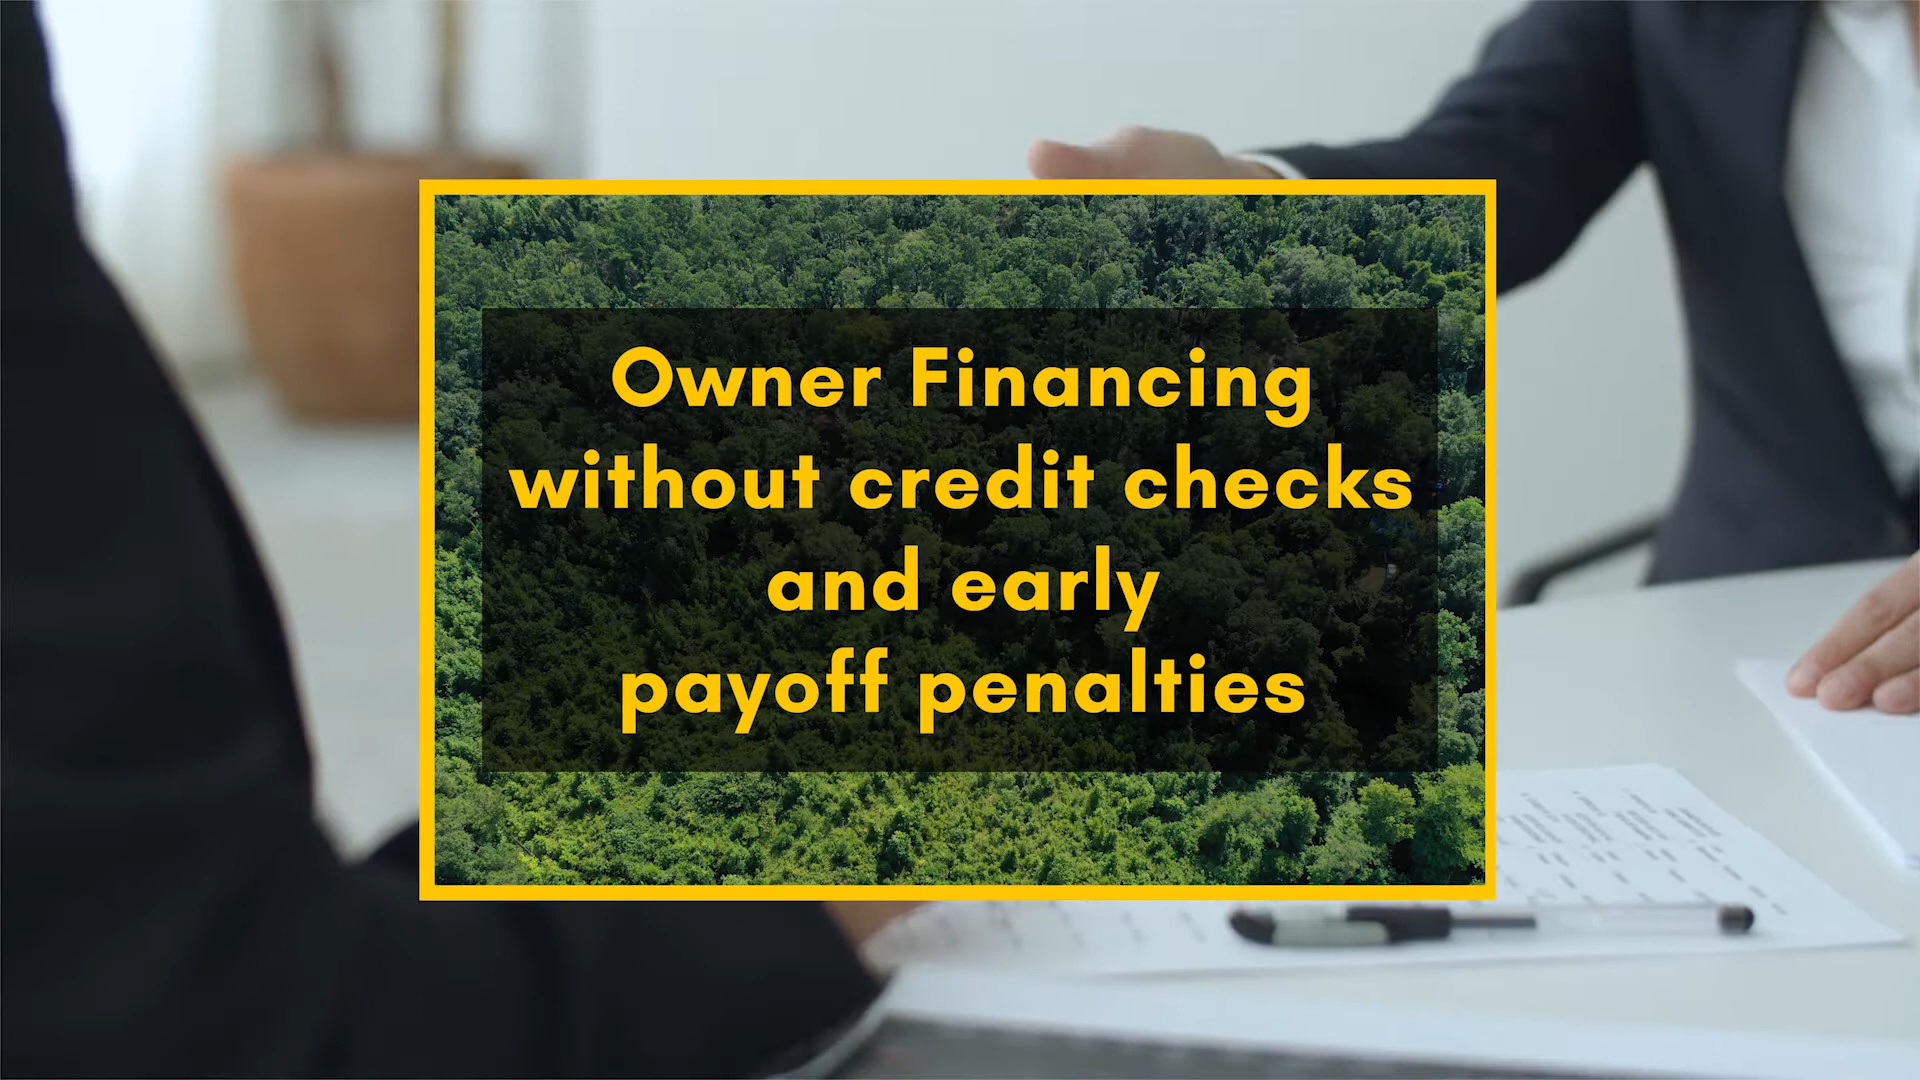 Owner Financing
without credit checks
and early
payoff penalties